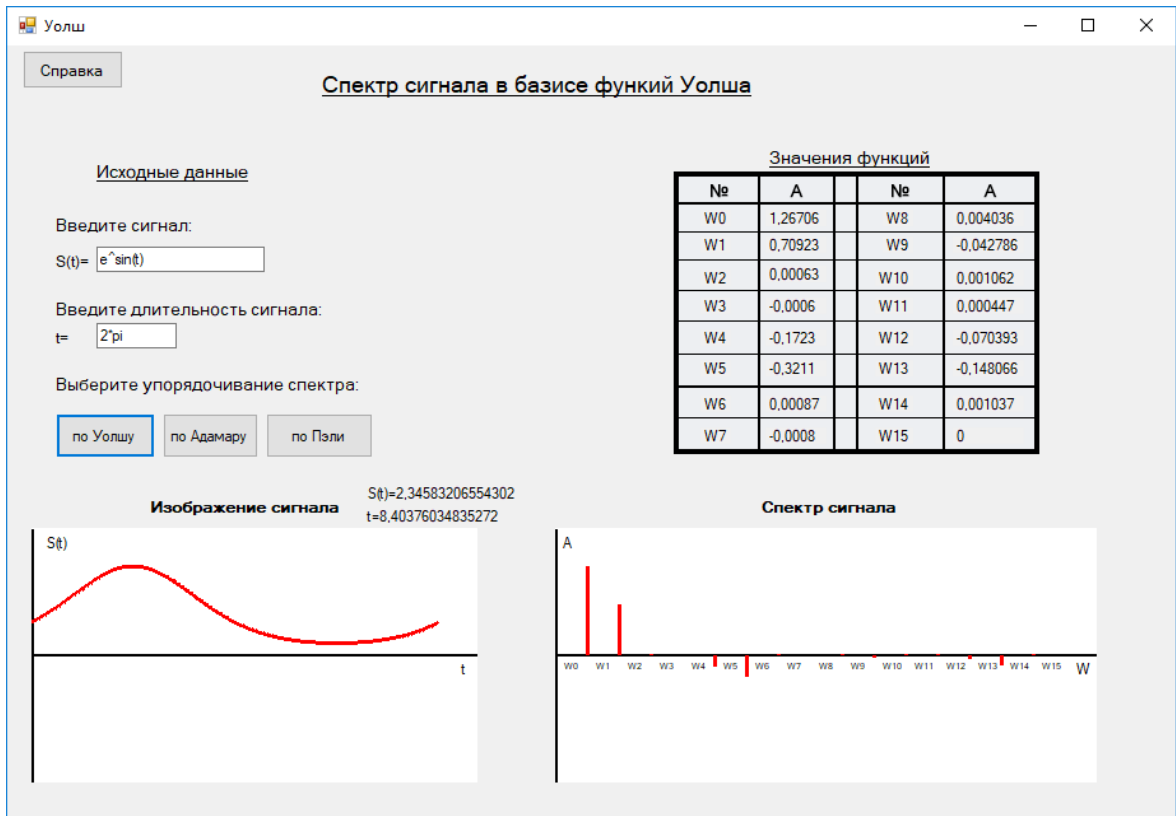 Уолш
Справка
Спектр сигнала в базисе функий Уолша
Исходные данные
Введите сигнал:
S(t)= e^sin(t)
Введите длительность сигнала:
t= 2*pi
Выберите упорядочивание спектра:
по Уолшу по Адамару по Пэли
Значения функций
№ A № A
W0 1,26706 W8 0,004036
W1 0,70923 W9 -0,042786
W2 0,00063 W10 0,001062
W3 -0,0006 W11 0,000447
W4 -0,1723 W12 -0,070393
W5 -0,3211 W13 -0,148066
W6 0,00087 W14 0,001037
W7 -0,0008 W15 0
Изображение сигнала
S(t)=2,34583206554302
t=8,40376034835272
S(t)
t
Спектр сигнала
A
W0 W1 W2 W3 W4 W5 W6 W7 W8 W9 W10 W11 W12 W13 W14 W15 W